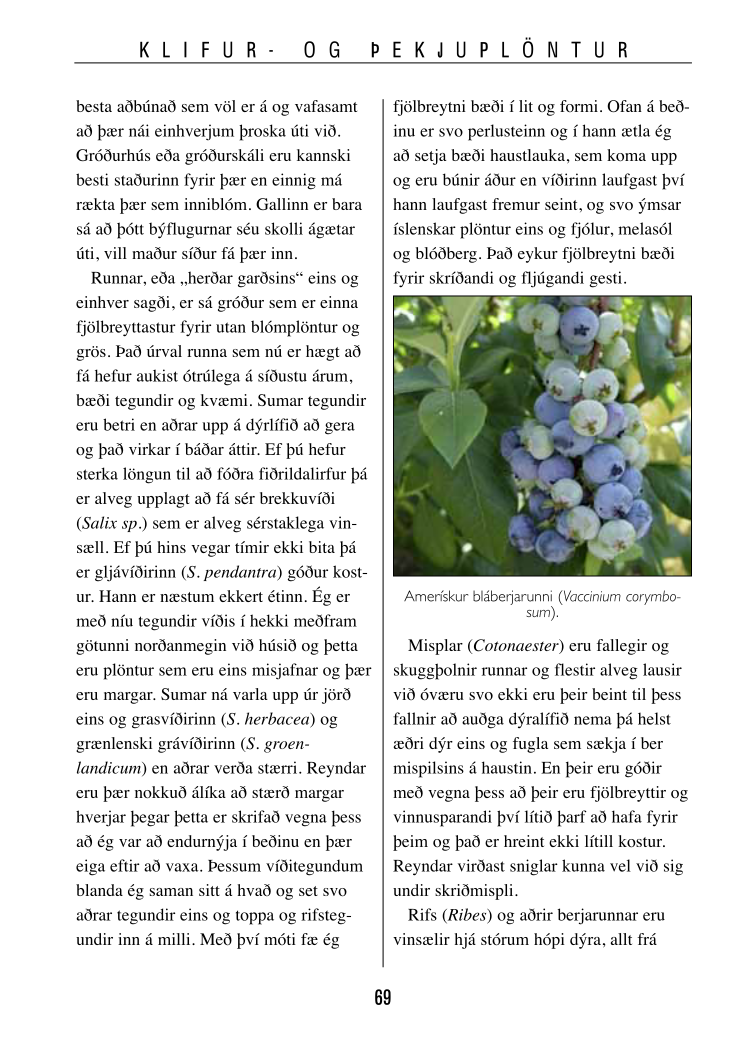 KLIFUR- OG ÞEKJUPLÖNTUR
besta aðbúnað sem völ er á og vafasamt
að þær nái einhverjum þroska úti við.
Gróðurhús eða gróðurskáli eru kannski
besti staðurinn fyrir þær en einnig má
rækta þær sem inniblóm. Gallinn er bara
sá að þótt býflugurnar séu skolli ágætar
úti, vill maður síður fá þær inn.
Runnar, eða „herðar garðsins“ eins og
einhver sagði, er sá gróður sem er einna
fjölbreyttastur fyrir utan blómplöntur og
grös. Það úrval runna sem nú er hægt að
fá hefur aukist ótrúlega á síðustu árum,
bæði tegundir og kvæmi. Sumar tegundir
eru betri en aðrar upp á dýrlífið að gera
og það virkar í báðar áttir. Ef þú hefur
sterka löngun til að fóðra fiðrildalirfur þá
er alveg upplagt að fá sér brekkuvíði
(Salix sp.) sem er alveg sérstaklega vin-
sæll. Ef þú hins vegar tímir ekki bita þá
er gljávíðirinn (S. pendantra) góður kost-
ur. Hann er næstum ekkert étinn. Ég er
með níu tegundir víðis í hekki meðfram
götunni norðanmegin við húsið og þetta
eru plöntur sem eru eins misjafnar og þær
eru margar. Sumar ná varla upp úr jörð
eins og grasvíðirinn (S. herbacea) og
grænlenski grávíðirinn (S. groen-
landicum) en aðrar verða stærri. Reyndar
eru þær nokkuð álíka að stærð margar
hverjar þegar þetta er skrifað vegna þess
að ég var að endurnýja í beðinu en þær
eiga eftir að vaxa. Þessum víðitegundum
blanda ég saman sitt á hvað og set svo
aðrar tegundir eins og toppa og rifsteg-
undir inn á milli. Með því móti fæ ég
fjölbreytni bæði í lit og formi. Ofan á beð-
inu er svo perlusteinn og í hann ætla ég
að setja bæði haustlauka, sem koma upp
og eru búnir áður en víðirinn laufgast því
hann laufgast fremur seint, og svo ýmsar
íslenskar plöntur eins og fjólur, melasól
og blóðberg. Það eykur fjölbreytni bæði
fyrir skríðandi og fljúgandi gesti.
Amerískur bláberjarunni (Vaccinium corymbo-
sum).
Misplar (Cotonaester) eru fallegir og
skuggþolnir runnar og flestir alveg lausir
við óværu svo ekki eru þeir beint til þess
fallnir að auðga dýralífið nema þá helst
æðri dýr eins og fugla sem sækja í ber
mispilsins á haustin. En þeir eru góðir
með vegna þess að þeir eru fjölbreyttir og
vinnusparandi því lítið þarf að hafa fyrir
þeim og það er hreint ekki lítill kostur.
Reyndar virðast sniglar kunna vel við sig
undir skriðmispli.
Rifs (Ribes) og aðrir berjarunnar eru
vinsælir hjá stórum hópi dýra, allt frá
69